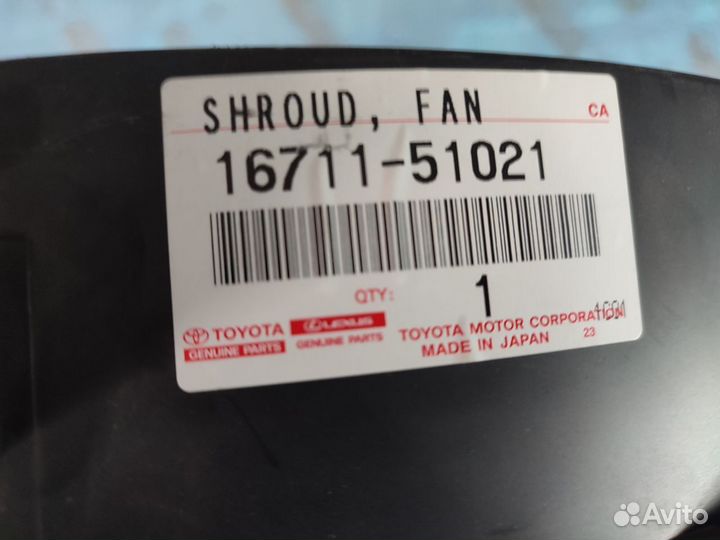 SHROUD, FAN
CA
16711-51021
QTY: 1
TOYOTA
GENUINE PARTS
LEXUS
GENUINE PARTS
TOYOTA MOTOR CORPORATION
MADE IN JAPAN 23
Avito